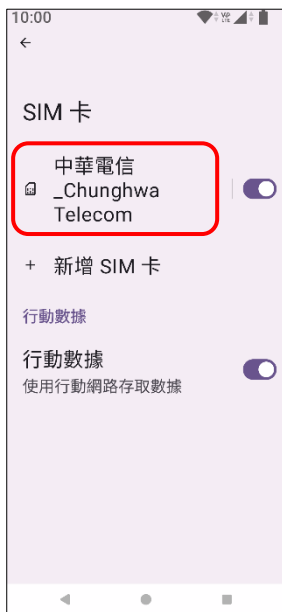 10:00
SIM 卡
中華電信
_Chunghwa
Telecom
新增 SIM 卡
行動數據
行動數據
使用行動網路存取數據